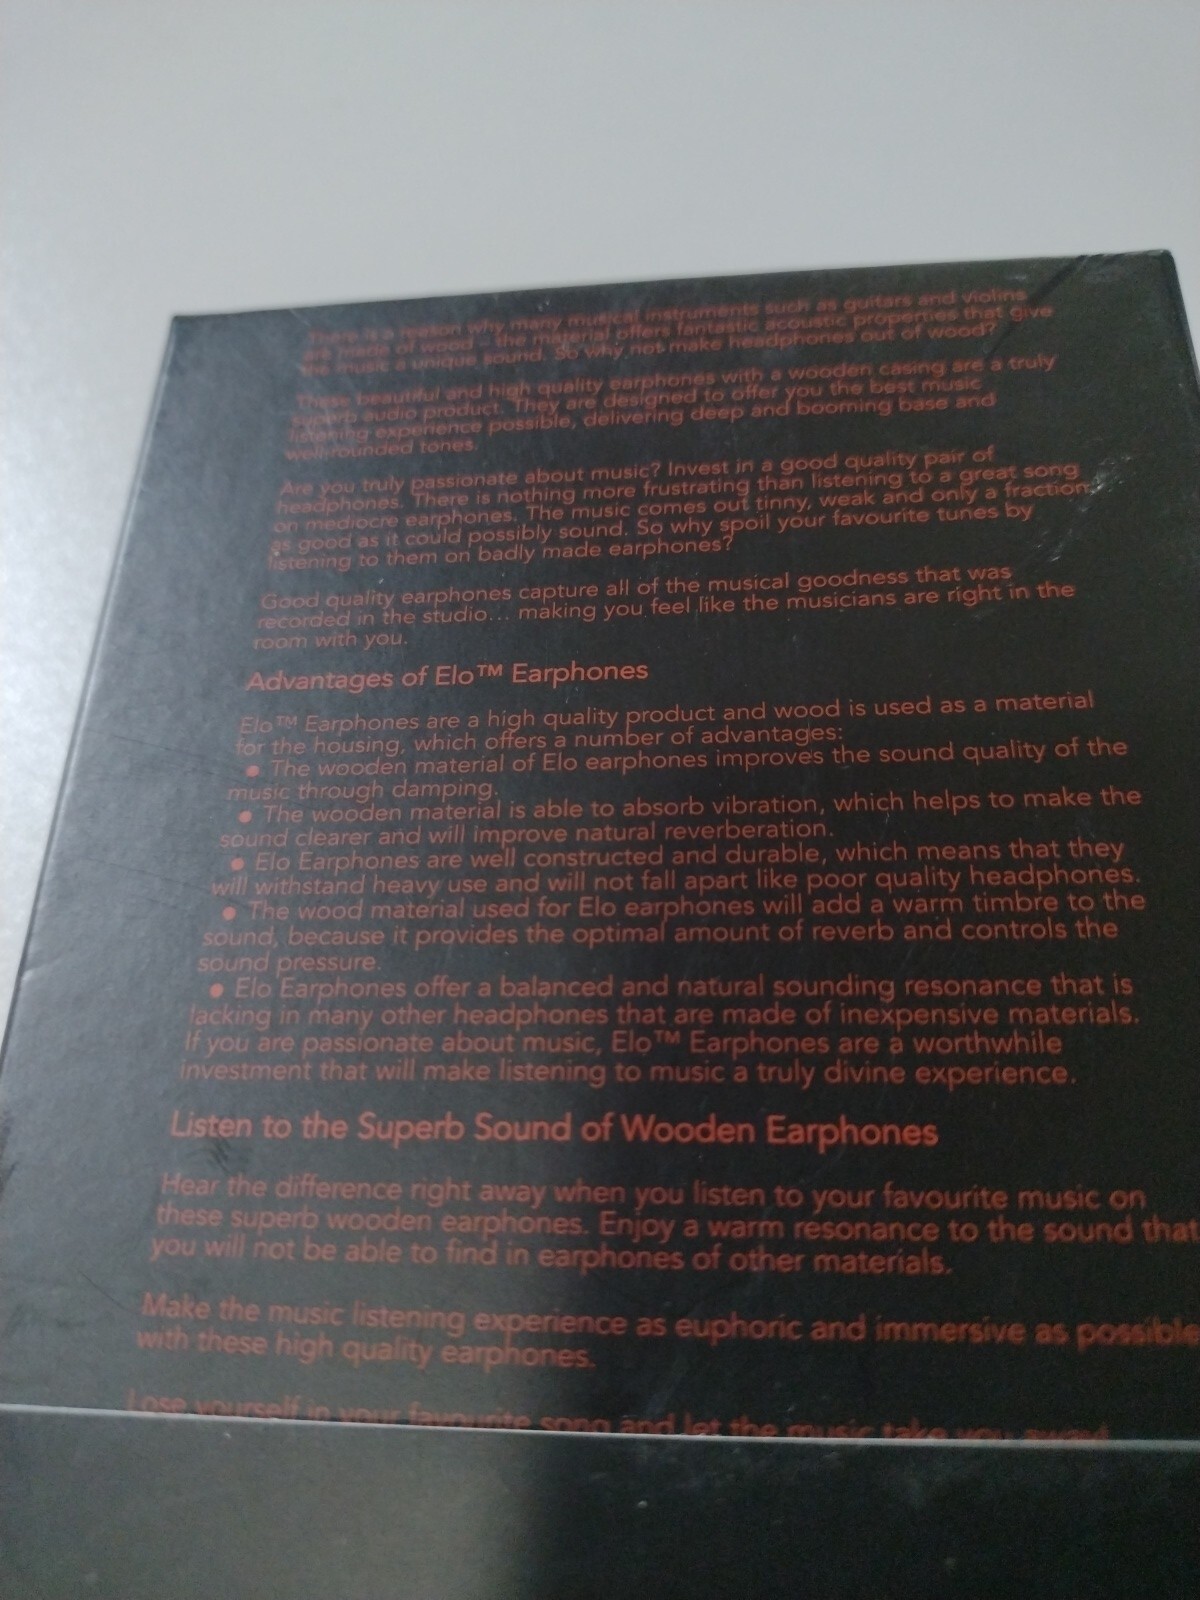 There is a reason why many musical instruments such as guitars and violins
are made of wood – the material offers fantastic acoustic properties that give
the music a unique sound. So why not make headphones out of wood?
These beautiful and high quality earphones with a wooden casing are a truly
superb audio product. They are designed to offer you the best music
listening experience possible, delivering deep and booming base and
well-rounded tones.
Are you truly passionate about music? Invest in a good quality pair of
headphones. There is nothing more frustrating than listening to a great song
on mediocre earphones. The music comes out tinny, weak and only a fraction
as good as it could possibly sound. So why spoil your favourite tunes by
listening to them on badly made earphones?
Good quality earphones capture all of the musical goodness that was
recorded in the studio... making you feel like the musicians are right in the
room with you.
Advantages of Elo™ Earphones
Elo™ Earphones are a high quality product and wood is used as a material
for the housing, which offers a number of advantages:
• The wooden material of Elo earphones improves the sound quality of the
music through damping.
• The wooden material is able to absorb vibration, which helps to make the
sound clearer and will improve natural reverberation.
• Elo Earphones are well constructed and durable, which means that they
will withstand heavy use and will not fall apart like poor quality headphones.
• The wood material used for Elo earphones will add a warm timbre to the
sound, because it provides the optimal amount of reverb and controls the
sound pressure.
• Elo Earphones offer a balanced and natural sounding resonance that is
lacking in many other headphones that are made of inexpensive materials.
If you are passionate about music, Elo™ Earphones are a worthwhile
investment that will make listening to music a truly divine experience.
Listen to the Superb Sound of Wooden Earphones
Hear the difference right away when you listen to your favourite music on
these superb wooden earphones. Enjoy a warm resonance to the sound that
you will not be able to find in earphones of other materials.
Make the music listening experience as euphoric and immersive as possible
with these high quality earphones.
Lose yourself in your favourite song and let the music take you away!